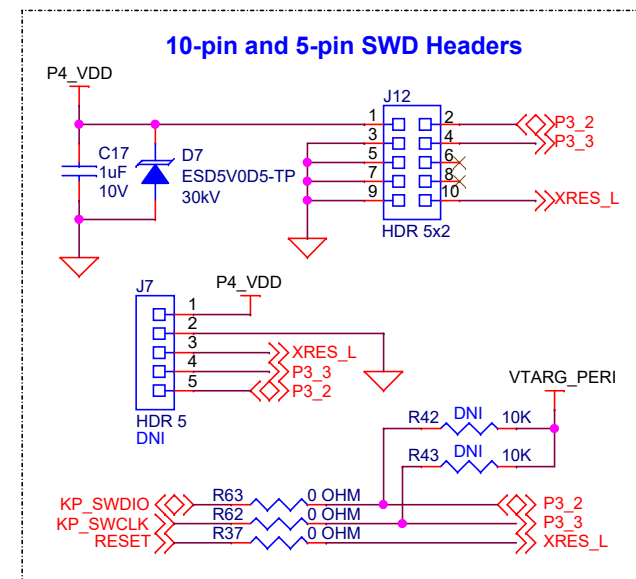 10-pin and 5-pin SWD Headers
P4_VDD
J12
1 2 P3_2
3 4 P3_3
C17 D7 5 6
1uF ESD5V0D5-TP 7 8
10V 30kV 9 10 XRES_L
HDR 5x2
J7 P4_VDD
1
2
3 XRES_L
4 P3_3
5 P3_2
HDR 5
DNI
VTARG_PERI
R42 DNI 10K
R43 DNI 10K
KP_SWDIO R63 0 OHM P3_2
KP_SWCLK R62 0 OHM P3_3
RESET R37 0 OHM XRES_L